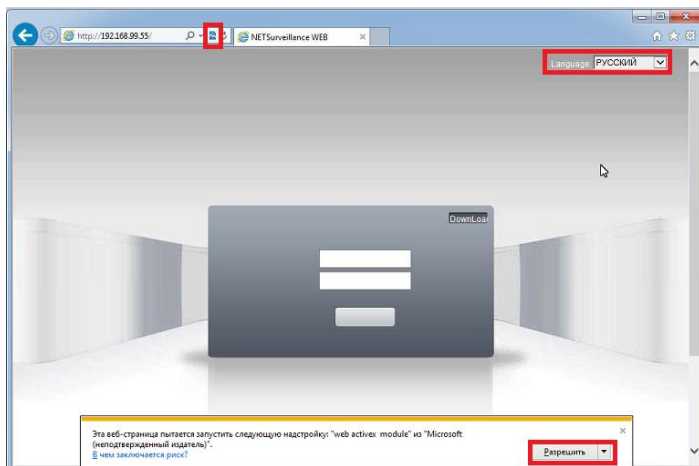 http://192.168.99.55/
NETSurveillance WEB
Language: РУССКИЙ
DownLoad
Эта веб-страница пытается запустить следующую надстройку: "web activex module" из "Microsoft
(неподтвержденный издатель)".
В чем заключается риск?
Разрешить